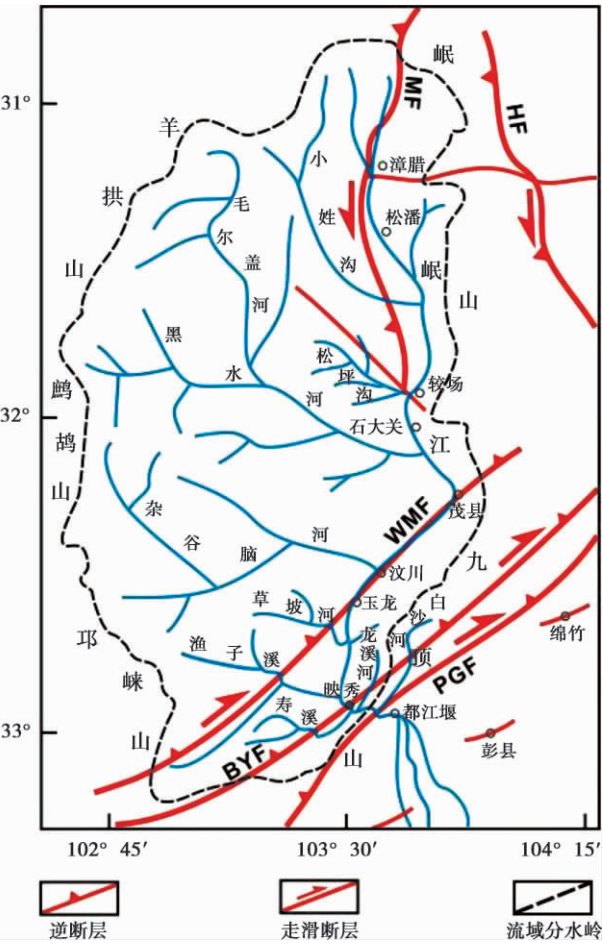 31°
32°
33°
102° 45′
103° 30′
104° 15′
羊拱山
鹧鸪山
邛崃山
岷山
九顶山
MF
HF
WMF
BYF
PGF
漳腊
松潘
较场
石大关
茂县
汶川
玉龙
映秀
都江堰
绵竹
彭县
岷江
小姓沟
毛尔盖河
黑水河
松坪沟
杂谷脑河
草坡河
渔子溪
寿溪
龙溪河
白沙河
逆断层
走滑断层
流域分水岭